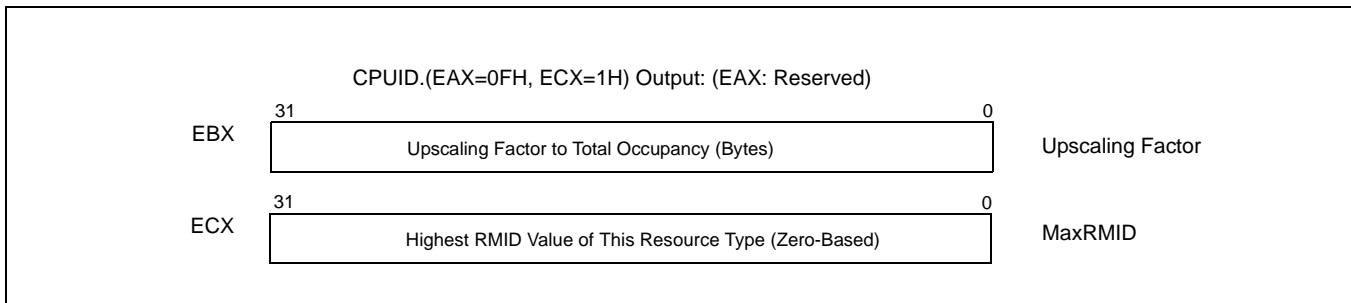 CPUID.(EAX=0FH, ECX=1H) Output: (EAX: Reserved)
31 0
EBX Upscaling Factor to Total Occupancy (Bytes) Upscaling Factor
31 0
ECX Highest RMID Value of This Resource Type (Zero-Based) MaxRMID